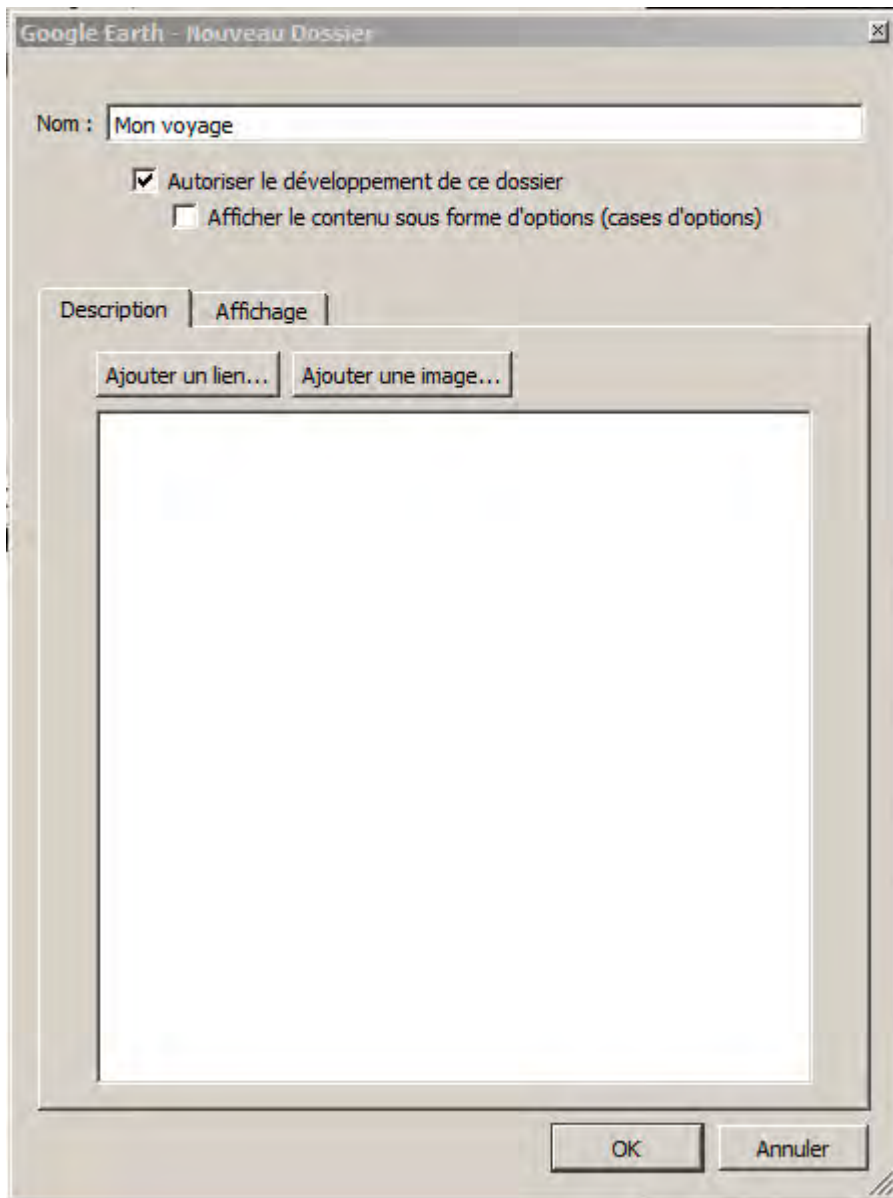 Google Earth - Nouveau Dossier
Nom : Mon voyage
Autoriser le développement de ce dossier
Afficher le contenu sous forme d'options (cases d'options)
Description Affichage
Ajouter un lien... Ajouter une image...
OK Annuler